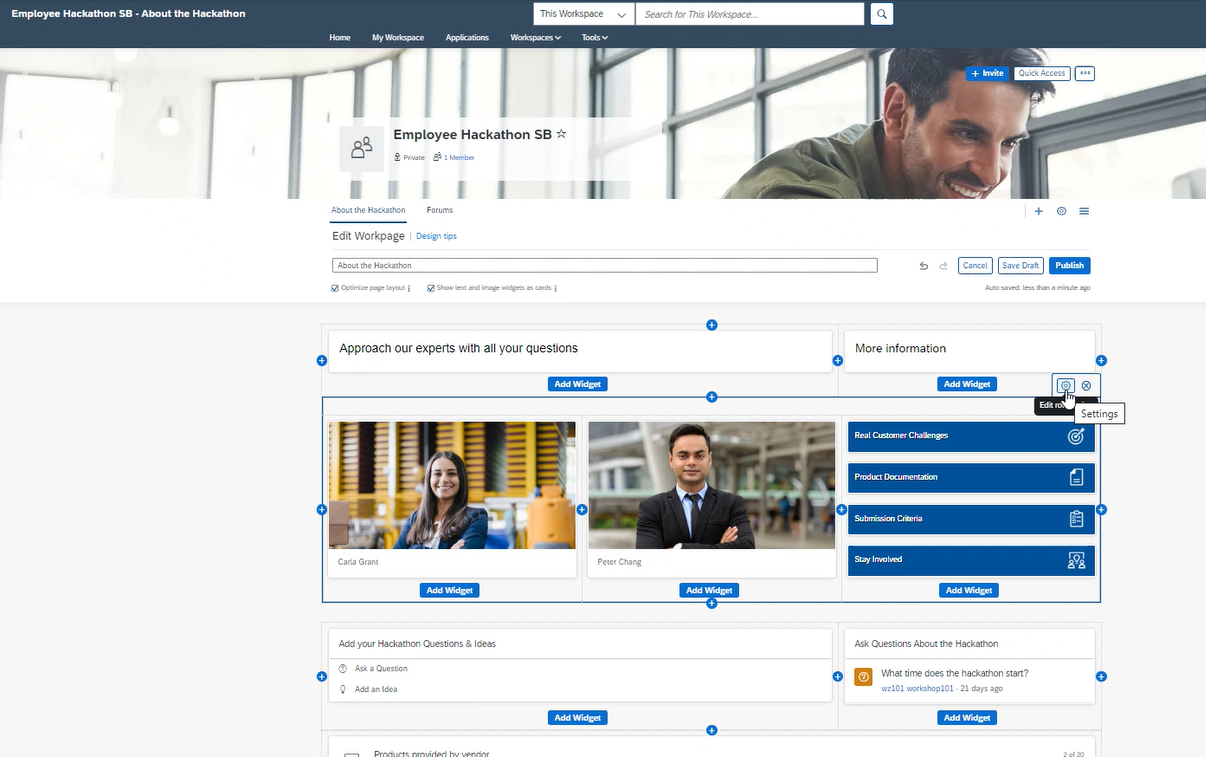 Employee Hackathon SB - About the Hackathon
This Workspace
Search for This Workspace...
Home
My Workspace
Applications
Workspaces
Tools
+ Invite
Quick Access
Employee Hackathon SB
Private
1 Member
About the Hackathon
Forums
Edit Workpage | Design tips
About the Hackathon
Cancel
Save Draft
Publish
Optimize page layout
Show text and image widgets as cards
Auto-saved: less than a minute ago
Approach our experts with all your questions
More information
Add Widget
Add Widget
Settings
Real Customer Challenges
Product Documentation
Submission Criteria
Stay Involved
Carla Grant
Peter Chang
Add Widget
Add Widget
Add Widget
Add your Hackathon Questions & Ideas
Ask a Question
Add an Idea
Ask Questions About the Hackathon
What time does the hackathon start?
wz101 workshop101 · 21 days ago
Add Widget
Add Widget
Products provided by vendor
2 of 20